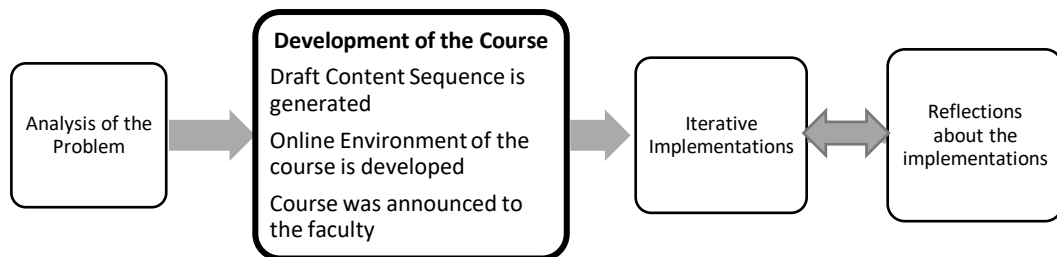 Analysis of the
Problem
Development of the Course
Draft Content Sequence is
generated
Online Environment of the
course is developed
Course was announced to
the faculty
Iterative
Implementations
Reflections
about the
implementations